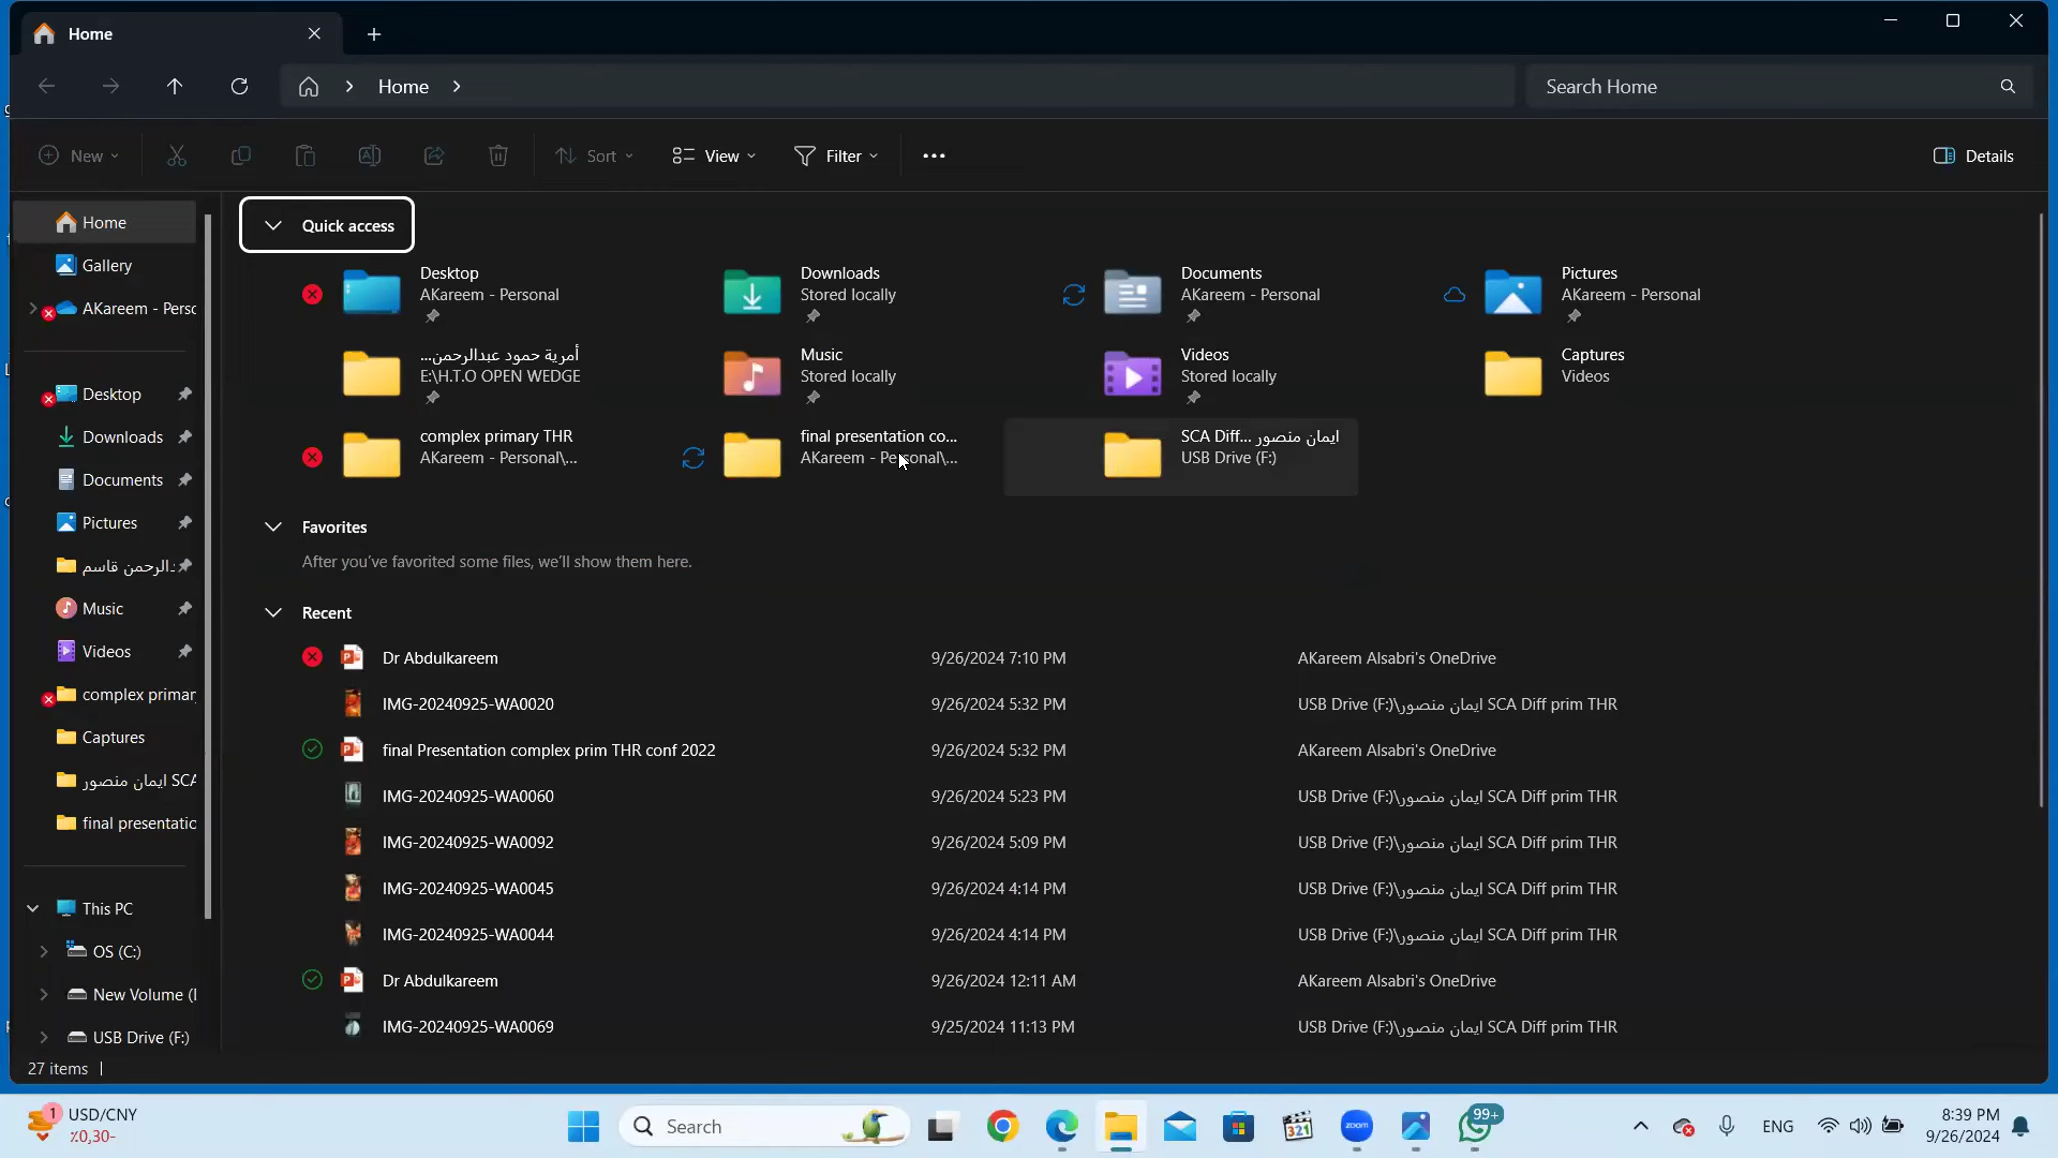 Home
Home
Search Home
New
Sort
View
Filter
Details
Home
Gallery
AKareem - Persc
Desktop
Downloads
Documents
Pictures
Music
Videos
complex primar
Captures
ايمان منصور SCA
final presentatio
This PC
OS (C:)
New Volume (I
USB Drive (F:)
27 items
Quick access
Desktop
AKareem - Personal
Downloads
Stored locally
Documents
AKareem - Personal
Pictures
AKareem - Personal
أمرية حمود عبدالرحمن...
E:\H.T.O OPEN WEDGE
Music
Stored locally
Videos
Stored locally
Captures
Videos
complex primary THR
AKareem - Personal\...
final presentation co...
AKareem - Personal\...
SCA Diff... ايمان منصور
USB Drive (F:)
Favorites
After you've favorited some files, we'll show them here.
Recent
Dr Abdulkareem 9/26/2024 7:10 PM AKareem Alsabri's OneDrive
IMG-20240925-WA0020 9/26/2024 5:32 PM USB Drive (F:)\ايمان منصور SCA Diff prim THR
final Presentation complex prim THR conf 2022 9/26/2024 5:32 PM AKareem Alsabri's OneDrive
IMG-20240925-WA0060 9/26/2024 5:23 PM USB Drive (F:)\ايمان منصور SCA Diff prim THR
IMG-20240925-WA0092 9/26/2024 5:09 PM USB Drive (F:)\ايمان منصور SCA Diff prim THR
IMG-20240925-WA0045 9/26/2024 4:14 PM USB Drive (F:)\ايمان منصور SCA Diff prim THR
IMG-20240925-WA0044 9/26/2024 4:14 PM USB Drive (F:)\ايمان منصور SCA Diff prim THR
Dr Abdulkareem 9/26/2024 12:11 AM AKareem Alsabri's OneDrive
IMG-20240925-WA0069 9/25/2024 11:13 PM USB Drive (F:)\ايمان منصور SCA Diff prim THR
1
USD/CNY
٪0,30-
Search
321
zoom
99+
ENG
8:39 PM
9/26/2024